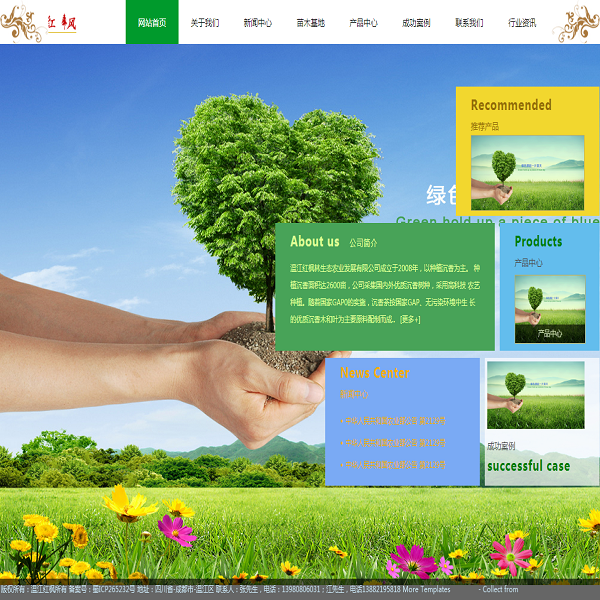 江 枫
网站首页 关于我们 新闻中心 苗木基地 产品中心 成功案例 联系我们 行业资讯
Recommended
推荐产品
绿色
Green hold up a piece of blue
About us 公司简介
温江红枫林生态农业发展有限公司成立于2008年，以种植沉香为主。种
植沉香面积达2600亩，公司采集国内外优质沉香树种，采用高科技 农艺
种植。随着国家GAP0的实施，沉香茶按国家GAP、无污染环境中生 长
的优质沉香木和叶为主要原料配制而成... [更多+]
Products
产品中心
产品中心
News Center
新闻中心
成功案例
successful case
版权所有：温江红枫所有 备案号：蜀ICP265232号 地址：四川省-成都市-温江区 联系人：张先生，电话：13980806031；江先生，电话13882195818 More Templates - Collect from